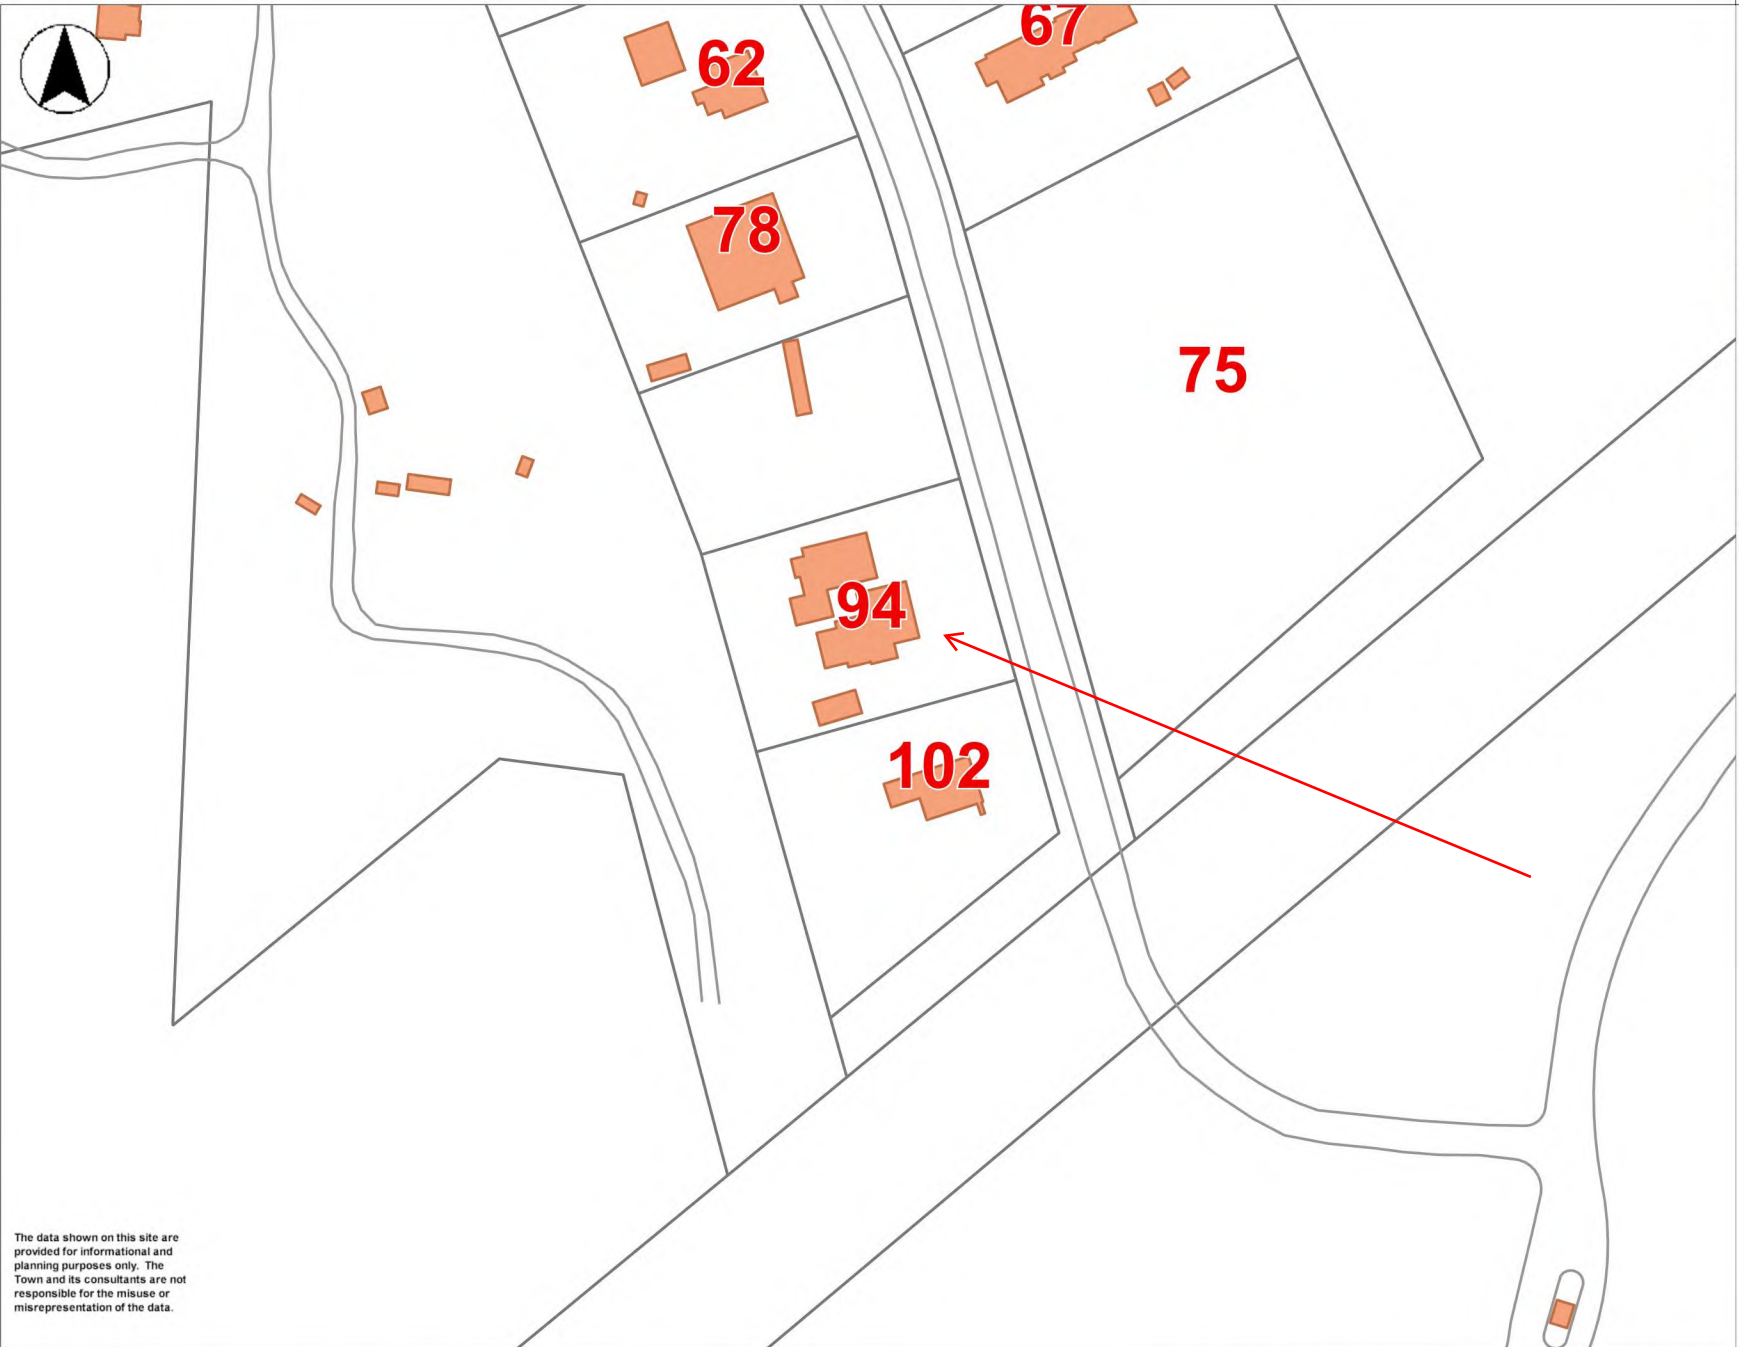 67
62
78
75
94
102
The data shown on this site are
provided for informational and
planning purposes only. The
Town and its consultants are not
responsible for the misuse or
misrepresentation of the data.